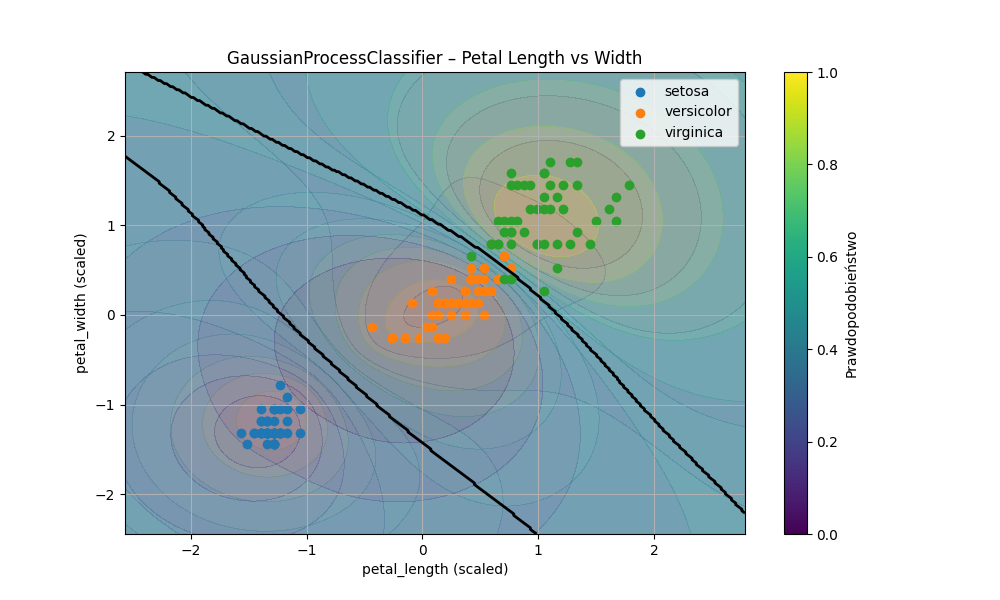 GaussianProcessClassifier – Petal Length vs Width
setosa
versicolor
virginica
2
1
0
−1
−2
petal_width (scaled)
−2
−1
0
1
2
petal_length (scaled)
1.0
0.8
0.6
0.4
0.2
0.0
Prawdopodobieństwo